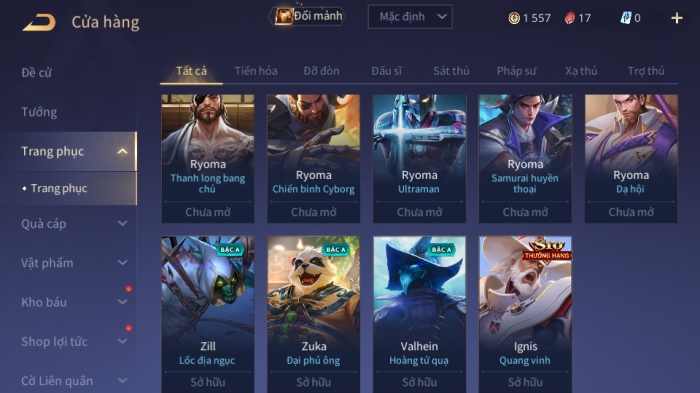 Cửa hàng
Đổi mảnh
Mặc định
1 557
17
0
Đề cử
Tướng
Trang phục
Trang phục
Quà cáp
Vật phẩm
Kho báu
Shop lợi tức
Cờ Liên quân
Tất cả Tiến hóa Đỡ đòn Đấu sĩ Sát thủ Pháp sư Xạ thủ Trợ thủ
Ryoma
Thanh long bang
chủ
Chưa mở
Ryoma
Chiến binh Cyborg
Chưa mở
Ryoma
Ultraman
Chưa mở
Ryoma
Samurai huyền
thoại
Chưa mở
Ryoma
Dạ hội
Chưa mở
BẬC A
Zill
Lốc địa ngục
Sở hữu
BẬC A
Zuka
Đại phú ông
Sở hữu
BẬC A
Valhein
Hoàng tử quạ
Sở hữu
S10
THƯỞNG HẠNG
Ignis
Quang vinh
Sở hữu